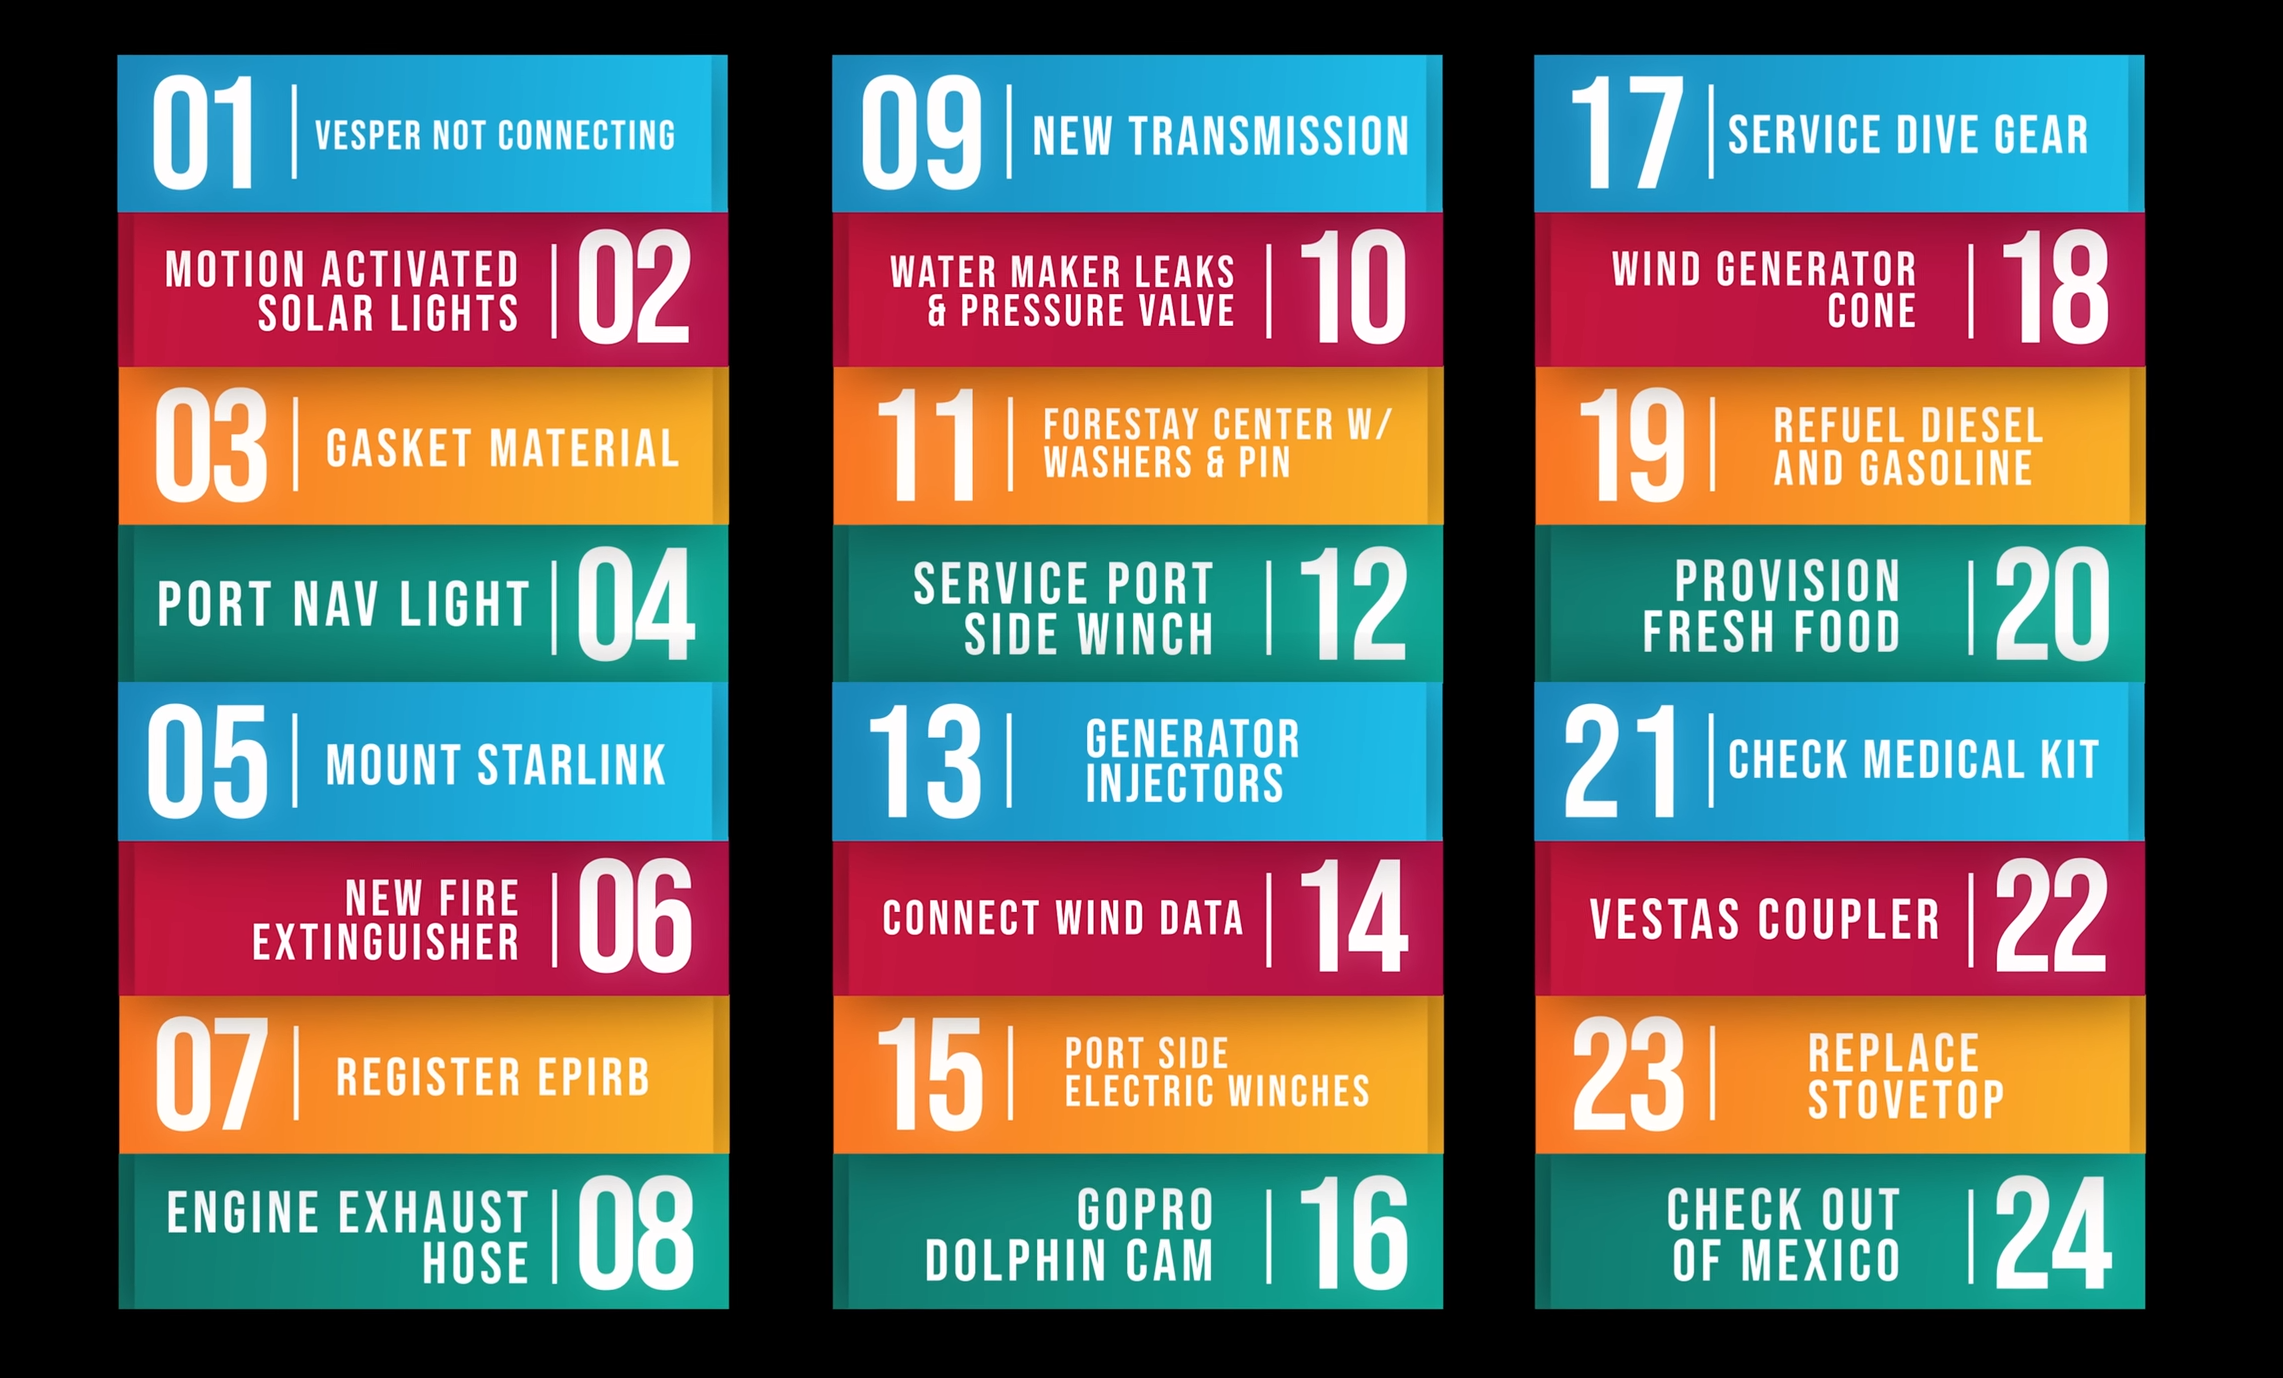 01
VESPER NOT CONNECTING
MOTION ACTIVATED
SOLAR LIGHTS
02
03
GASKET MATERIAL
PORT NAV LIGHT
04
05
MOUNT STARLINK
NEW FIRE
EXTINGUISHER
06
07
REGISTER EPIRB
ENGINE EXHAUST
HOSE
08
09
NEW TRANSMISSION
WATER MAKER LEAKS
& PRESSURE VALVE
10
11
FORESTAY CENTER W/
WASHERS & PIN
SERVICE PORT
SIDE WINCH
12
13
GENERATOR
INJECTORS
CONNECT WIND DATA
14
15
PORT SIDE
ELECTRIC WINCHES
GOPRO
DOLPHIN CAM
16
17
SERVICE DIVE GEAR
WIND GENERATOR
CONE
18
19
REFUEL DIESEL
AND GASOLINE
PROVISION
FRESH FOOD
20
21
CHECK MEDICAL KIT
VESTAS COUPLER
22
23
REPLACE
STOVETOP
CHECK OUT
OF MEXICO
24